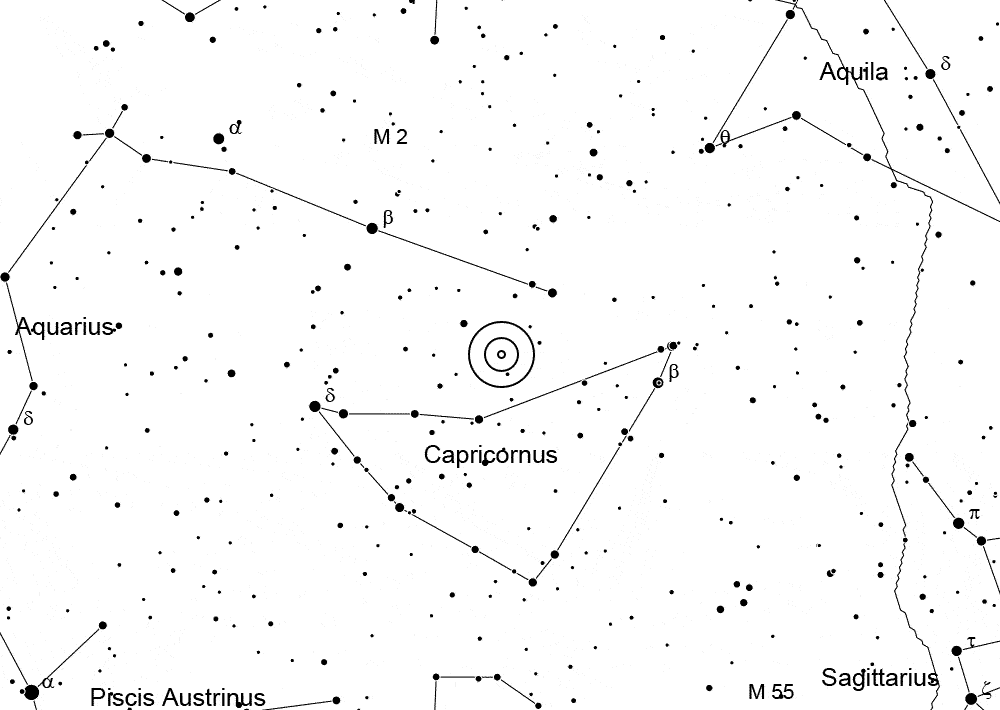 Aquila
δ
α
M 2
θ
β
Aquarius
β
δ
δ
Capricornus
π
τ
α
Sagittarius
ζ
Piscis Austrinus
M 55